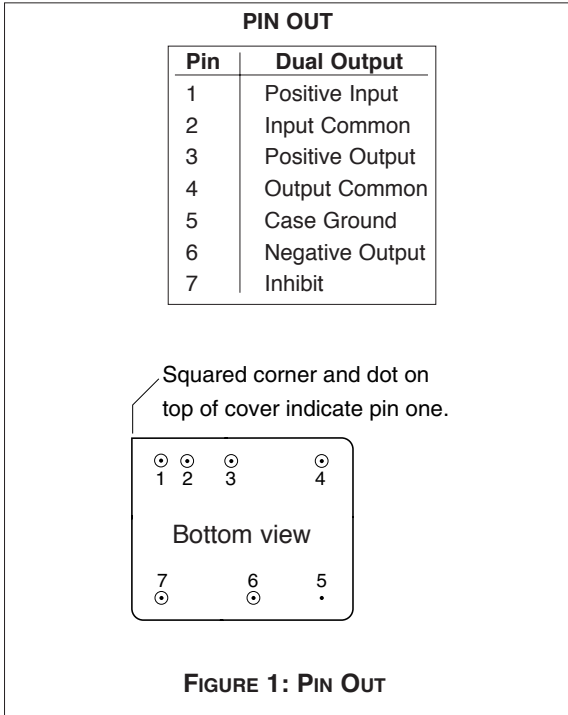 PIN OUT
Pin Dual Output
1 Positive Input
2 Input Common
3 Positive Output
4 Output Common
5 Case Ground
6 Negative Output
7 Inhibit
Squared corner and dot on
top of cover indicate pin one.
1 2 3 4
Bottom view
7 6 5
FIGURE 1: PIN OUT